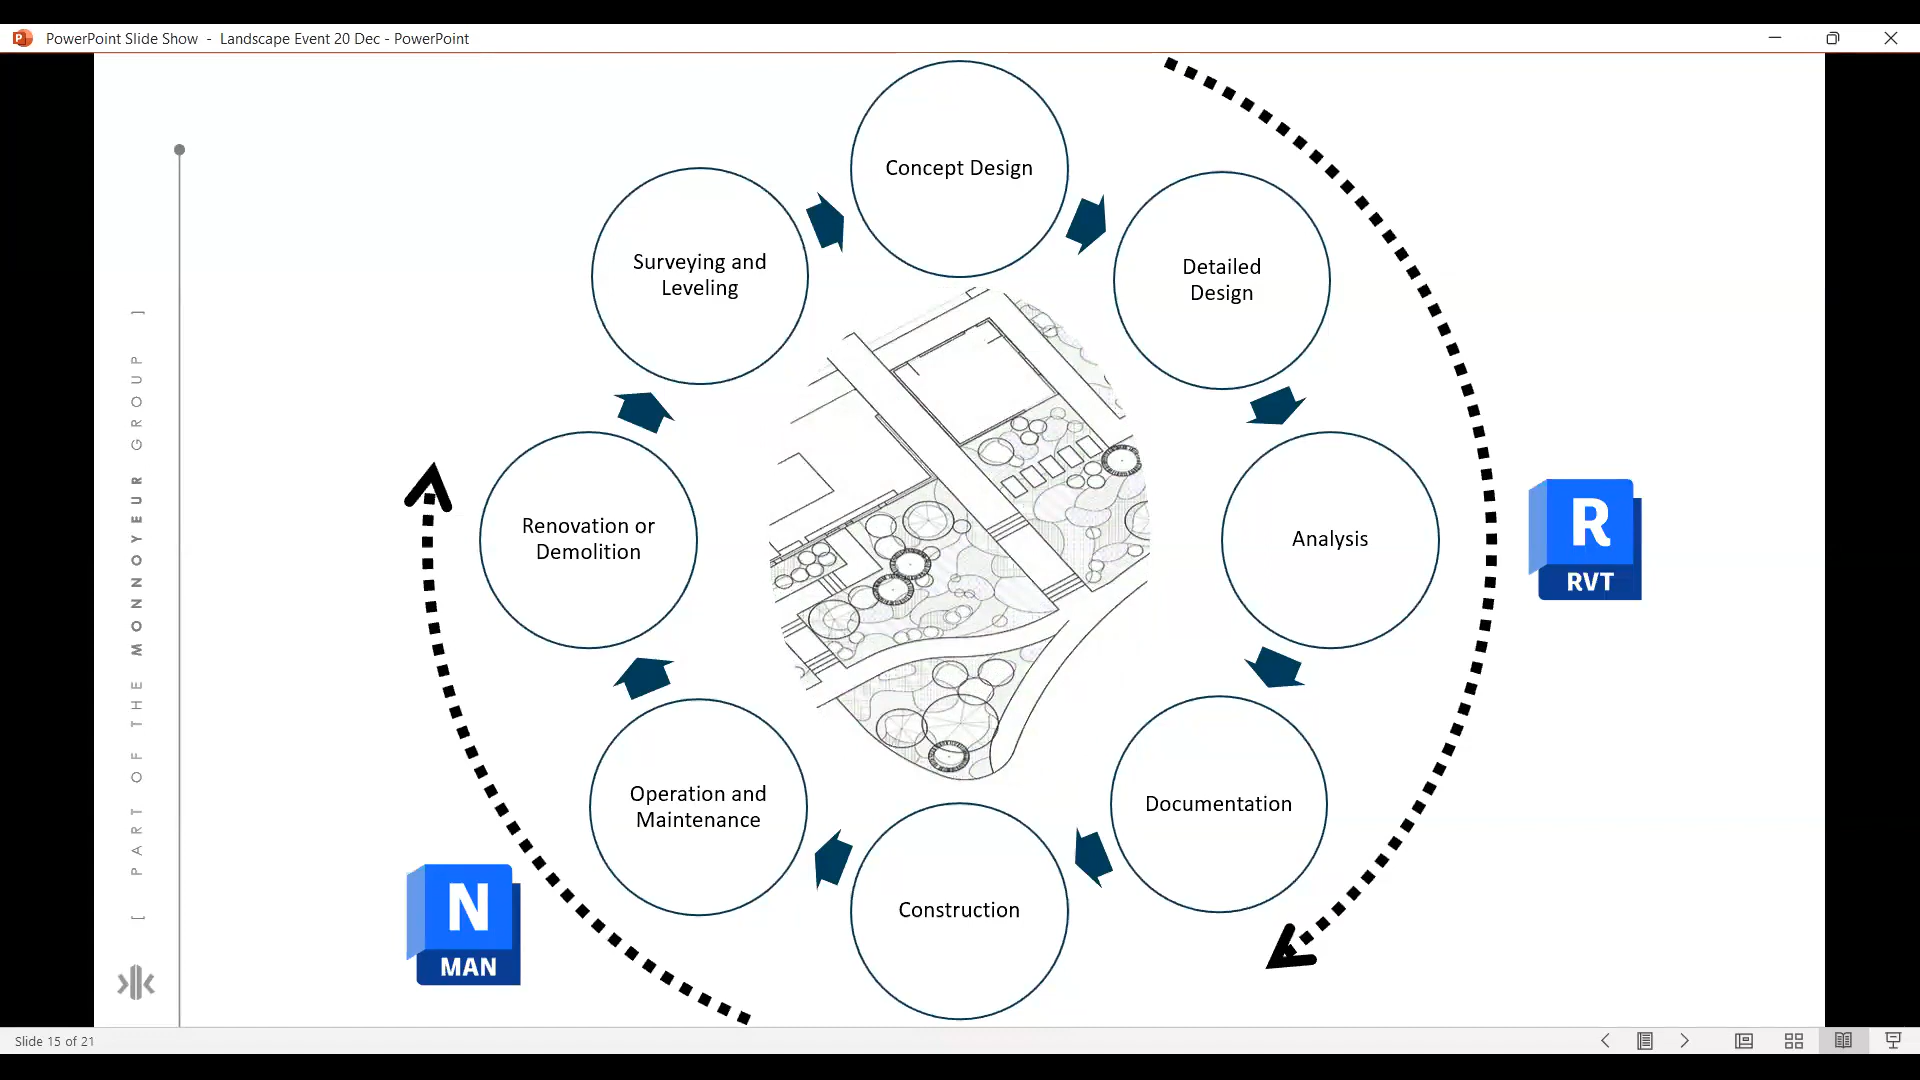 PowerPoint Slide Show - Landscape Event 20 Dec - PowerPoint
Concept Design
Surveying and
Leveling
Detailed
Design
Renovation or
Demolition
Analysis
R
RVT
Operation and
Maintenance
Documentation
Construction
N
MAN
[ PART OF THE MONNOYEUR GROUP ]
Slide 15 of 21